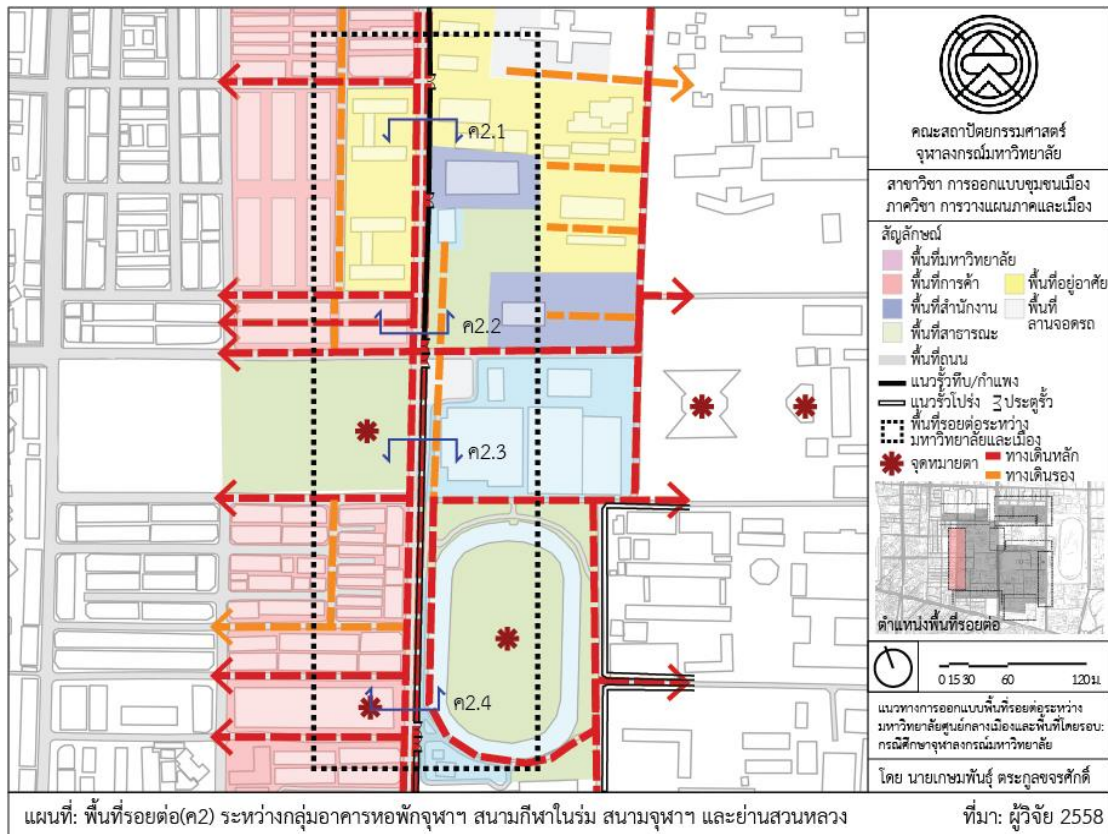 ค2.1
ค2.2
ค2.3
ค2.4
คณะสถาปัตยกรรมศาสตร์
จุฬาลงกรณ์มหาวิทยาลัย
สาขาวิชา การออกแบบชุมชนเมือง
ภาควิชา การวางแผนภาคและเมือง
สัญลักษณ์
พื้นที่มหาวิทยาลัย
พื้นที่การค้า
พื้นที่อยู่อาศัย
พื้นที่สำนักงาน
พื้นที่
ลานจอดรถ
พื้นที่สาธารณะ
พื้นที่ถนน
แนวรั้วทึบ/กำแพง
แนวรั้วโปร่ง
ประตูรั้ว
พื้นที่รอยต่อระหว่าง
มหาวิทยาลัยและเมือง
จุดหมายตา
ทางเดินหลัก
ทางเดินรอง
ตำแหน่งพื้นที่รอยต่อ
0 15 30 60 120 ม.
แนวทางการออกแบบพื้นที่รอยต่อระหว่าง
มหาวิทยาลัยศูนย์กลางเมืองและพื้นที่โดยรอบ:
กรณีศึกษาจุฬาลงกรณ์มหาวิทยาลัย
โดย นายเกษมพันธุ์ ตระกูลขจรศักดิ์
แผนที่: พื้นที่รอยต่อ(ค2) ระหว่างกลุ่มอาคารหอพักจุฬาฯ สนามกีฬาในร่ม สนามจุฬาฯ และย่านสวนหลวง
ที่มา: ผู้วิจัย 2558